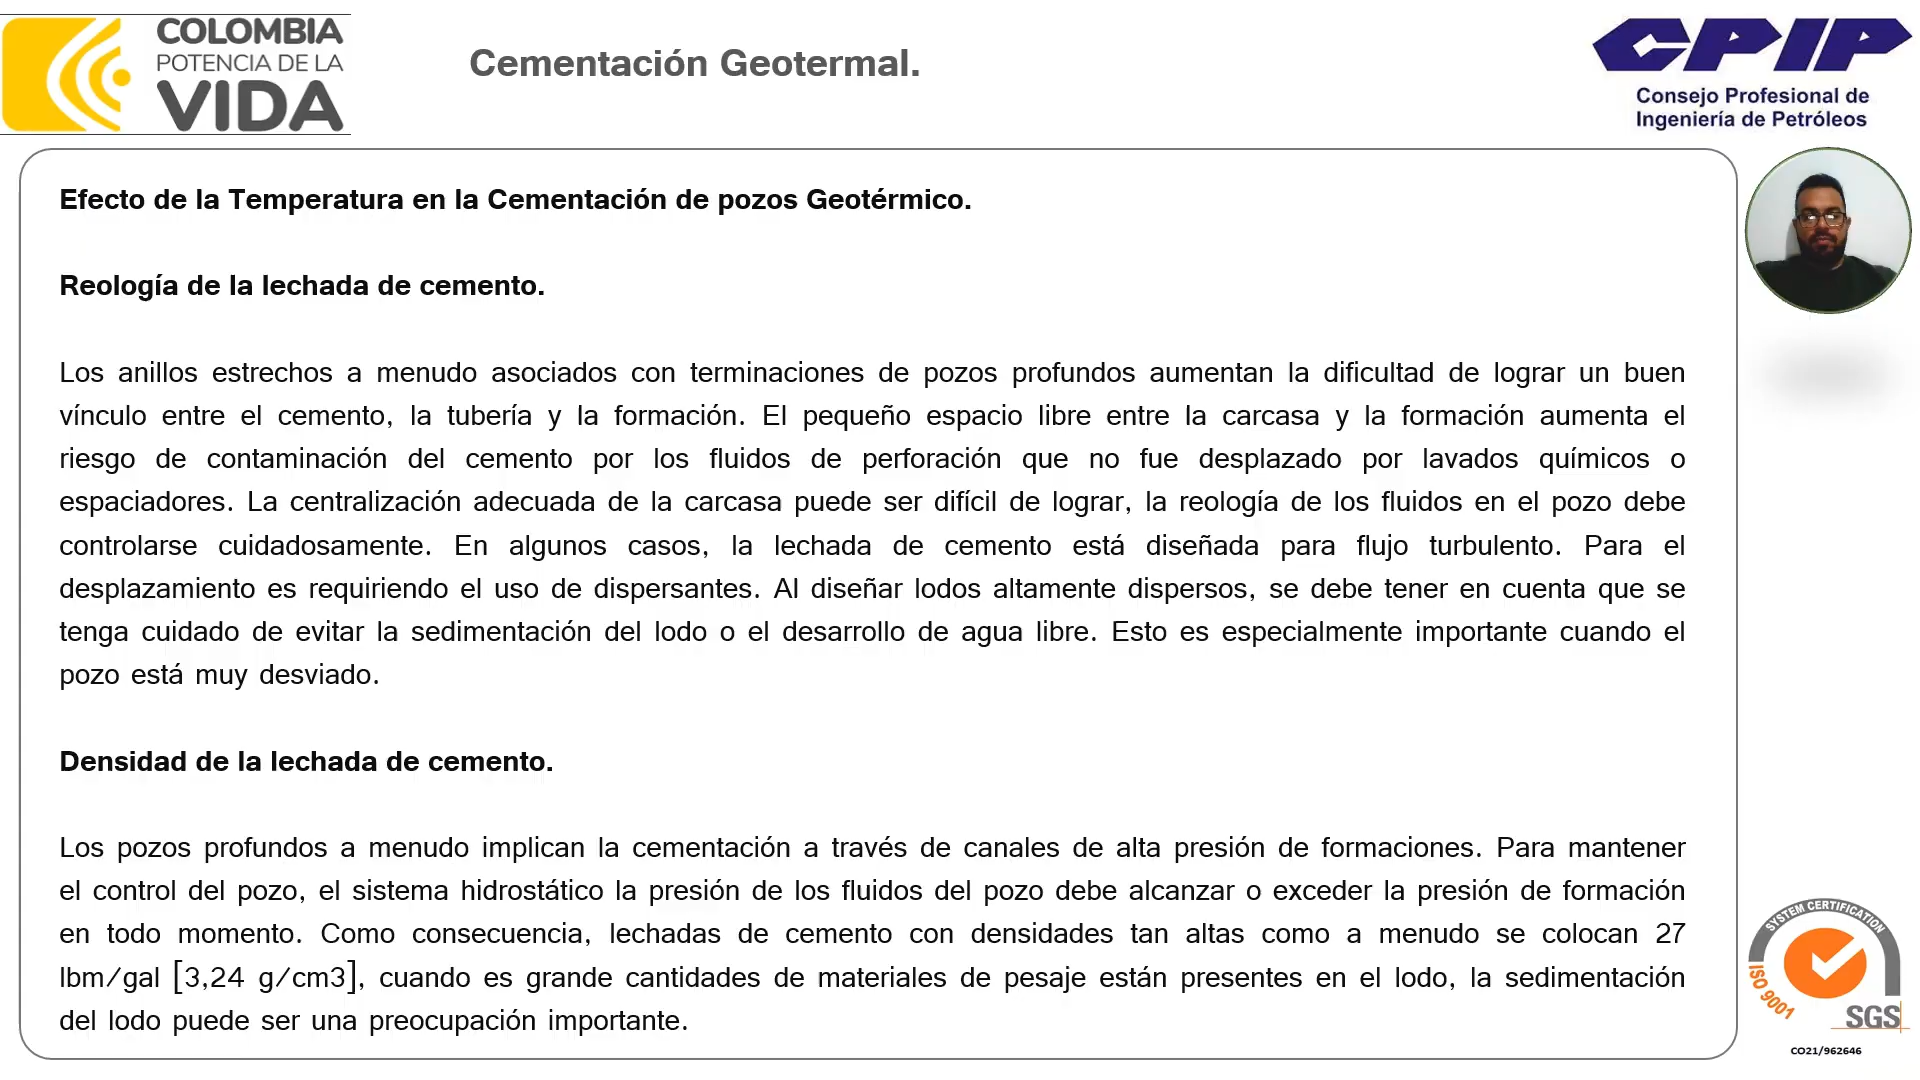 COLOMBIA
POTENCIA DE LA
VIDA
Cementación Geotermal.
CPIP
Consejo Profesional de
Ingeniería de Petróleos
Efecto de la Temperatura en la Cementación de pozos Geotérmico.
Reología de la lechada de cemento.
Los anillos estrechos a menudo asociados con terminaciones de pozos profundos aumentan la dificultad de lograr un buen
vínculo entre el cemento, la tubería y la formación. El pequeño espacio libre entre la carcasa y la formación aumenta el
riesgo de contaminación del cemento por los fluidos de perforación que no fue desplazado por lavados químicos o
espaciadores. La centralización adecuada de la carcasa puede ser difícil de lograr, la reología de los fluidos en el pozo debe
controlarse cuidadosamente. En algunos casos, la lechada de cemento está diseñada para flujo turbulento. Para el
desplazamiento es requiriendo el uso de dispersantes. Al diseñar lodos altamente dispersos, se debe tener en cuenta que se
tenga cuidado de evitar la sedimentación del lodo o el desarrollo de agua libre. Esto es especialmente importante cuando el
pozo está muy desviado.
Densidad de la lechada de cemento.
Los pozos profundos a menudo implican la cementación a través de canales de alta presión de formaciones. Para mantener
el control del pozo, el sistema hidrostático la presión de los fluidos del pozo debe alcanzar o exceder la presión de formación
en todo momento. Como consecuencia, lechadas de cemento con densidades tan altas como a menudo se colocan 27
lbm/gal [3,24 g/cm3], cuando es grande cantidades de materiales de pesaje están presentes en el lodo, la sedimentación
del lodo puede ser una preocupación importante.
SYSTEM CERTIFICATION
ISO 9001
SGS
CO21/962646